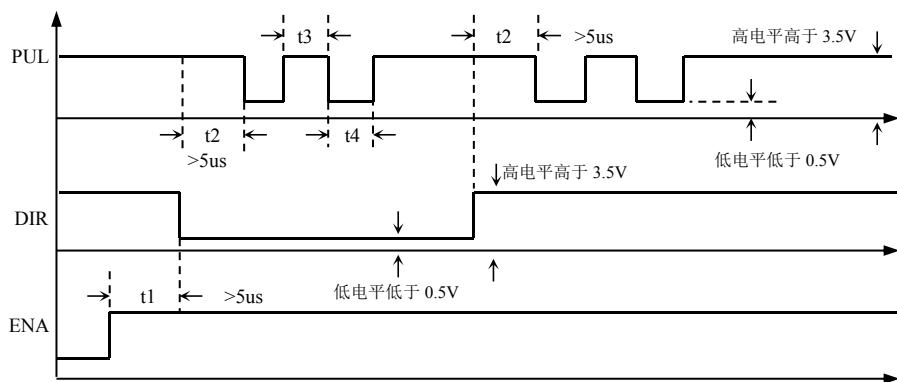 t3
t2
>5us
高电平高于 3.5V
PUL
t2
t4
>5us
低电平低于 0.5V
高电平高于 3.5V
DIR
低电平低于 0.5V
t1
>5us
ENA